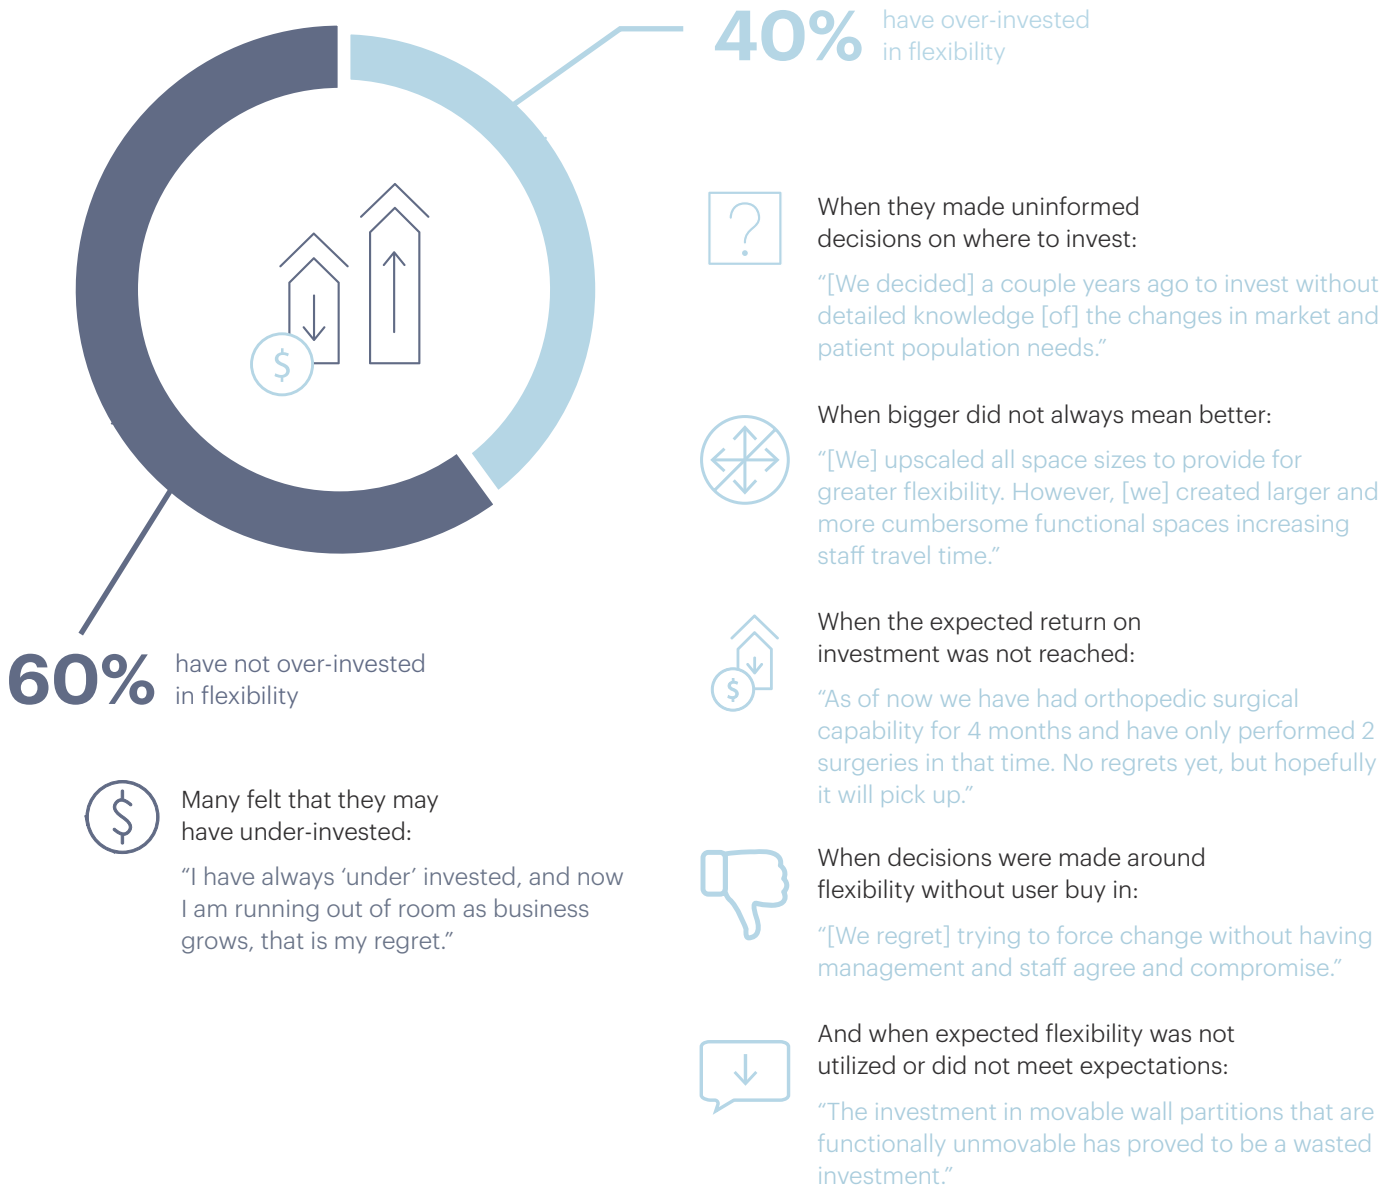 40%
have over-invested
in flexibility
When they made uninformed
decisions on where to invest:
“[We decided] a couple years ago to invest without
detailed knowledge [of] the changes in market and
patient population needs.”
When bigger did not always mean better:
“[We] upscaled all space sizes to provide for
greater flexibility. However, [we] created larger and
more cumbersome functional spaces increasing
staff travel time.”
When the expected return on
investment was not reached:
“As of now we have had orthopedic surgical
capability for 4 months and have only performed 2
surgeries in that time. No regrets yet, but hopefully
it will pick up.”
When decisions were made around
flexibility without user buy in:
“[We regret] trying to force change without having
management and staff agree and compromise.”
And when expected flexibility was not
utilized or did not meet expectations:
“The investment in movable wall partitions that are
functionally unmovable has proved to be a wasted
investment.”
$
60%
have not over-invested
in flexibility
$
Many felt that they may
have under-invested:
“I have always ‘under’ invested, and now
I am running out of room as business
grows, that is my regret.”
?
$